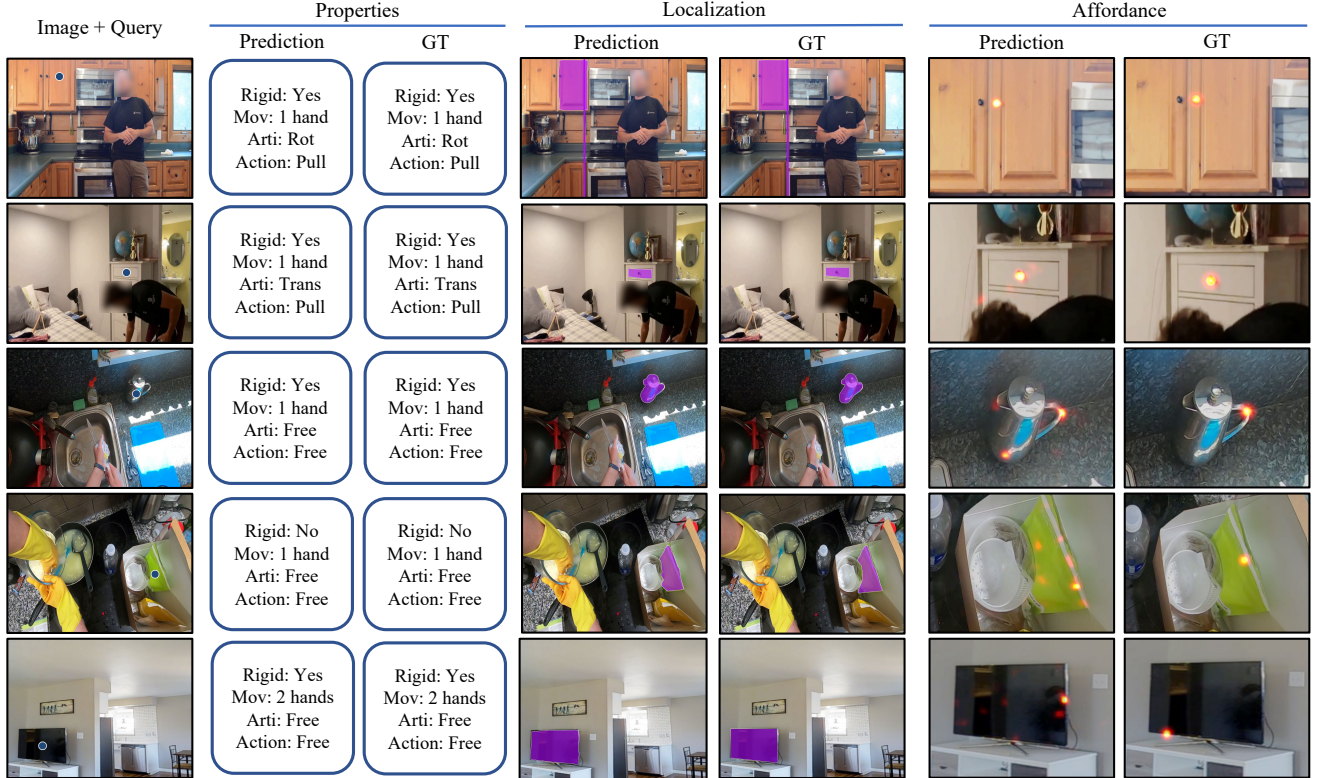 Image + Query
Properties
Localization
Affordance
Prediction
GT
Prediction
GT
Prediction
GT
Rigid: Yes
Mov: 1 hand
Arti: Rot
Action: Pull
Rigid: Yes
Mov: 1 hand
Arti: Rot
Action: Pull
Rigid: Yes
Mov: 1 hand
Arti: Trans
Action: Pull
Rigid: Yes
Mov: 1 hand
Arti: Trans
Action: Pull
Rigid: Yes
Mov: 1 hand
Arti: Free
Action: Free
Rigid: Yes
Mov: 1 hand
Arti: Free
Action: Free
Rigid: No
Mov: 1 hand
Arti: Free
Action: Free
Rigid: No
Mov: 1 hand
Arti: Free
Action: Free
Rigid: Yes
Mov: 2 hands
Arti: Free
Action: Free
Rigid: Yes
Mov: 2 hands
Arti: Free
Action: Free